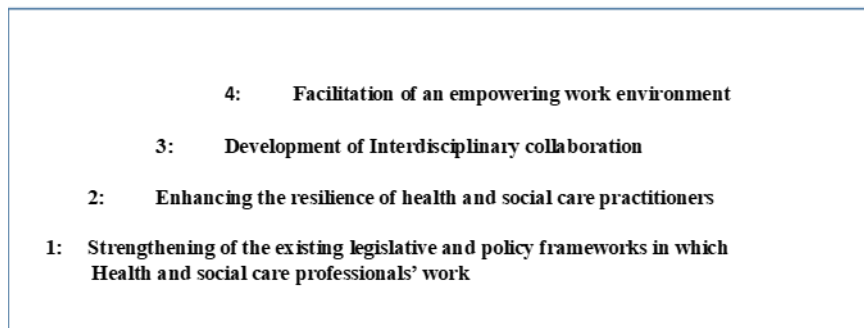 4: Facilitation of an empowering work environment
3: Development of Interdisciplinary collaboration
2: Enhancing the resilience of health and social care practitioners
1: Strengthening of the existing legislative and policy frameworks in which
Health and social care professionals’ work